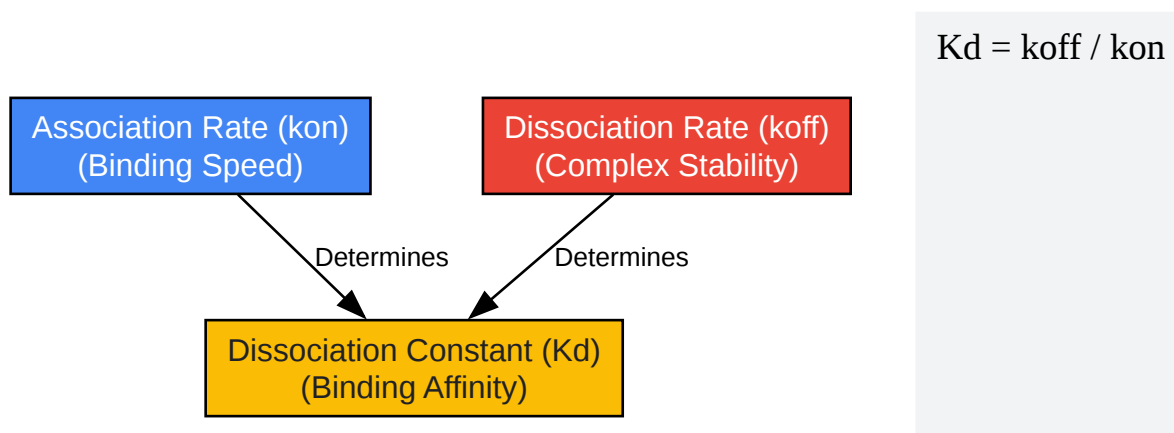 Kd = koff / kon
Association Rate (kon)
(Binding Speed)
Dissociation Rate (koff)
(Complex Stability)
Determines
Determines
Dissociation Constant (Kd)
(Binding Affinity)